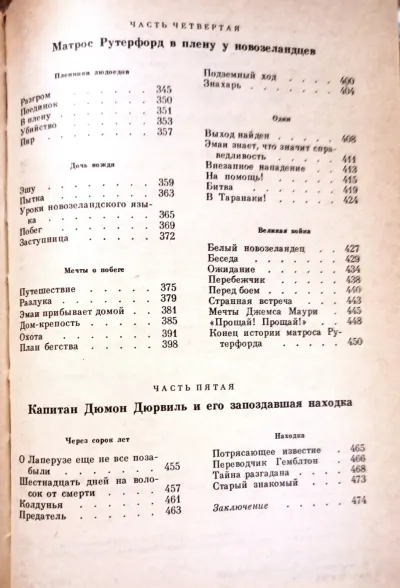 ЧАСТЬ ЧЕТВЕРТАЯ
Матрос Рутерфорд в плену у новозеландцев
Пленники людоедов
Разгром . . . . . . . 345
Поединок . . . . . . . 350
В плену . . . . . . . 351
Убийство . . . . . . . 353
Пир . . . . . . . 357
Дочь вождя
Эшу . . . . . . . 359
Пытка . . . . . . . 363
Уроки новозеландского язы-
ка . . . . . . . 365
Побег . . . . . . . 369
Заступница . . . . . . 372
Мечты о побеге
Путешествие . . . . . 375
Разлука . . . . . . 379
Эмаи прибывает домой . . 381
Дом-крепость . . . . . 385
Охота . . . . . . . 391
План бегства . . . . . 398
Подземный ход . . . . 400
Знахарь . . . . . . 404
Одни
Выход найден . . . . . 408
Эмаи знает, что значит спра-
ведливость . . . . . 411
Внезапное нападение . . 413
На помощь! . . . . . 415
Битва . . . . . . . 419
В Таранаки! . . . . . 424
Великая война
Белый новозеландец . . 427
Беседа . . . . . . . 429
Ожидание . . . . . . 434
Перебежчик . . . . . 438
Перед боем . . . . . 440
Странная встреча . . . 443
Мечты Джемса Маури . . 445
«Прощай! Прощай!» . . 448
Конец истории матроса Ру-
терфорда . . . . . . 450
ЧАСТЬ ПЯТАЯ
Капитан Дюмон Дюрвиль и его запоздавшая находка
Через сорок лет
О Лаперузе еще не все поза-
были . . . . . . . 455
Шестнадцать дней на воло-
сок от смерти . . . . 457
Колдунья . . . . . . 461
Предатель . . . . . . 463
Находка
Потрясающее известие . . 465
Переводчик Гемблтон . . 466
Тайна разгадана . . . . 468
Старый знакомый . . . . 473
Заключение . . . . . 474